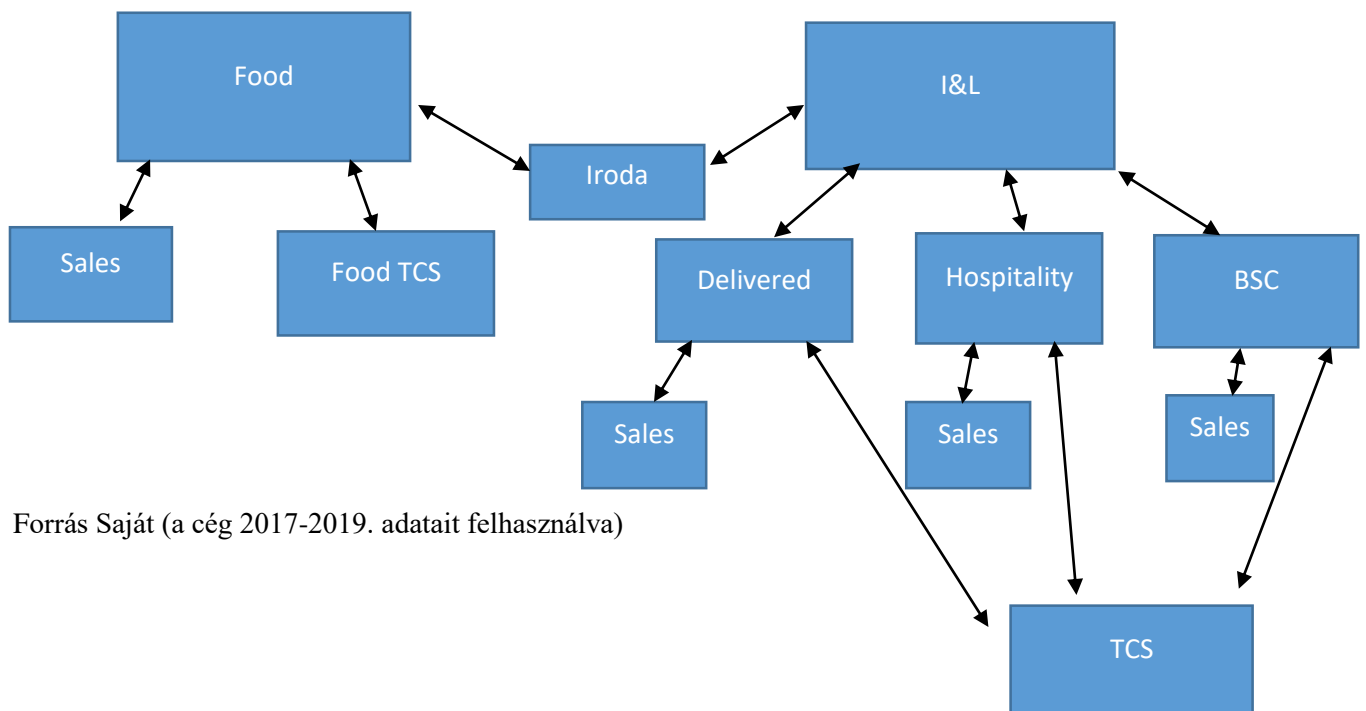 Food
I&L
Iroda
Sales
Food TCS
Delivered
Hospitality
BSC
Sales
Sales
Sales
Forrás Saját (a cég 2017-2019. adatait felhasználva)
TCS